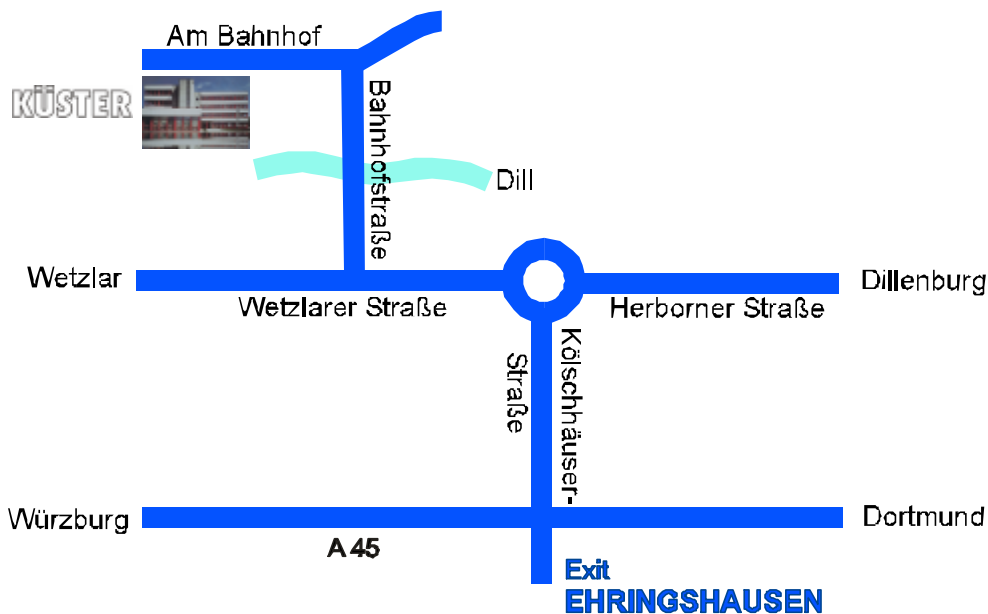 Am Bahnhof
KÜSTER
Bahnhofstraße
Dill
Wetzlar
Dillenburg
Wetzlarer Straße
Herborner Straße
Kölschhäuser-
Straße
Würzburg
Dortmund
A 45
Exit
EHRINGSHAUSEN